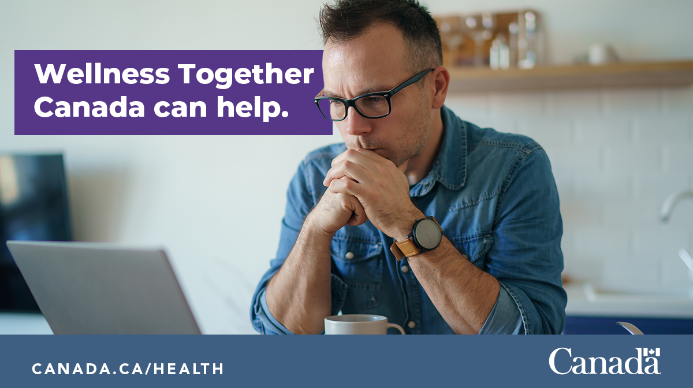 Wellness Together
Canada can help.
CANADA.CA/HEALTH
Canada